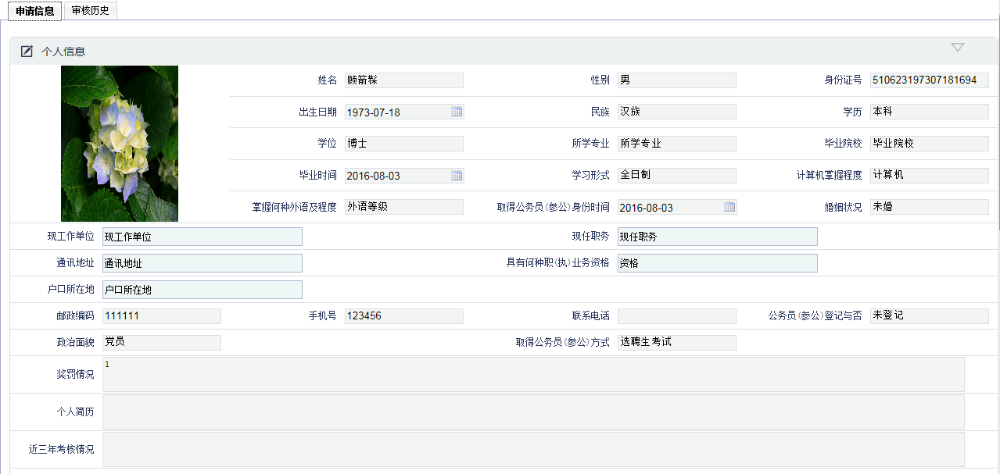 申请信息 审核历史
个人信息
姓名 顾箭 性别 男 身份证号 510623197307181694
出生日期 1973-07-18 民族 汉族 学历 本科
学位 博士 所学专业 所学专业 毕业院校 毕业院校
毕业时间 2016-08-03 学习形式 全日制 计算机掌握程度 计算机
掌握何种外语及程度 外语等级 取得公务员(参公)身份时间 2016-08-03 婚姻状况 未婚
现工作单位 现工作单位 现任职务 现任职务
通讯地址 通讯地址 具有何种职(执)业务资格 资格
户口所在地 户口所在地
邮政编码 111111 手机号 123456 联系电话 公务员(参公)登记与否 未登记
政治面貌 党员 取得公务员(参公)方式 选聘生考试
奖罚情况 1
个人简历
近三年考核情况